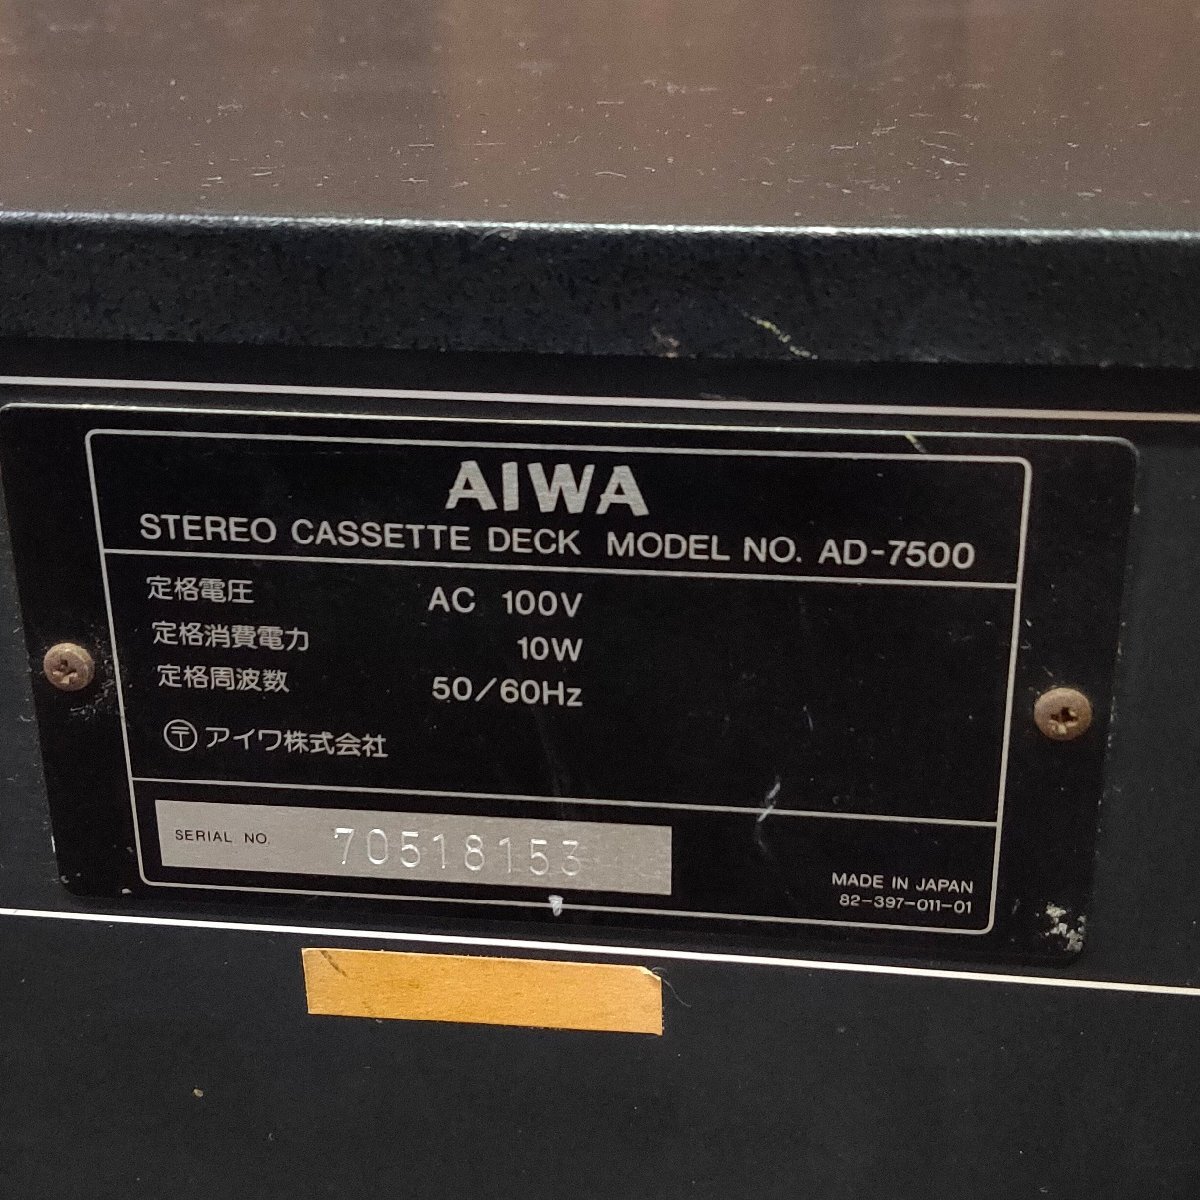 AIWA
STEREO CASSETTE DECK MODEL NO. AD-7500
定格電圧 AC 100V
定格消費電力 10W
定格周波数 50/60Hz
〶 アイワ株式会社
SERIAL NO. 70518153
MADE IN JAPAN
82-397-011-01